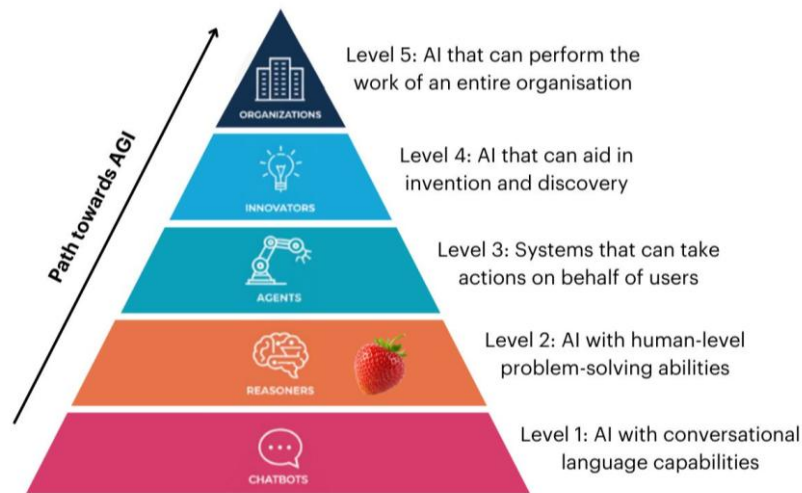 Path towards AGI
ORGANIZATIONS
Level 5: AI that can perform the
work of an entire organisation
INNOVATORS
Level 4: AI that can aid in
invention and discovery
AGENTS
Level 3: Systems that can take
actions on behalf of users
REASONERS
Level 2: AI with human-level
problem-solving abilities
CHATBOTS
Level 1: AI with conversational
language capabilities